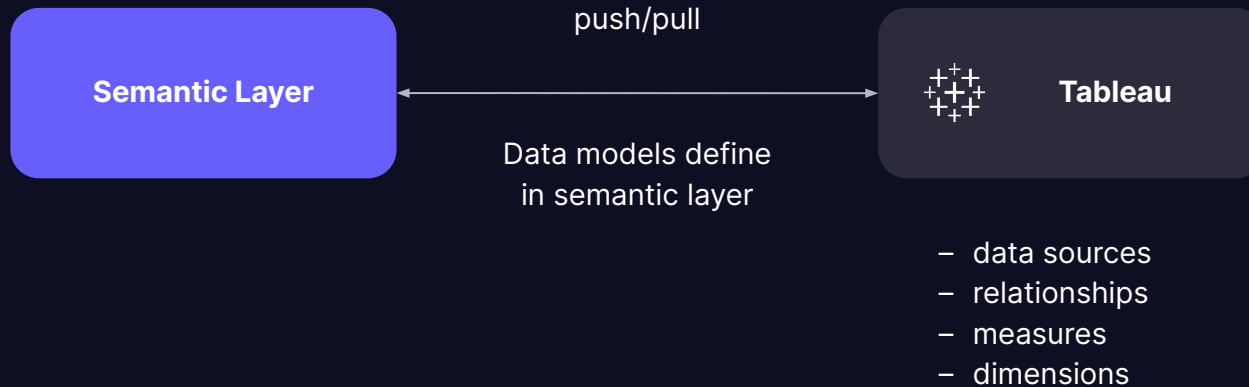 push/pull
Semantic Layer
Tableau
Data models define
in semantic layer
– data sources
– relationships
– measures
– dimensions